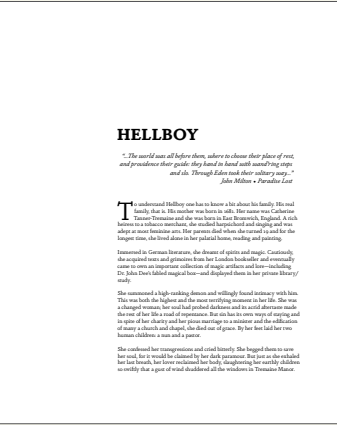 HELLBOY
"...The world was all before them, where to choose their place of rest,
and providence their guide: they hand in hand with wand'ring steps
and slo. Through Eden took their solitary way..."
John Milton • Paradise Lost
To understand Hellboy one has to know a bit about his family. His real
family, that is. His mother was born in 1681. Her name was Catherine
Tanner-Tremaine and she was born in East Bromwich, England. A rich
heiress to a tobacco merchant, she studied harpsichord and singing and was
adept at most feminine arts. Her parents died when she turned 19 and for the
longest time, she lived alone in her palatial home, reading and painting.
Immersed in German literature, she dreamt of spirits and magic. Cautiously,
she acquired texts and grimoires from her London bookseller and eventually
came to own an important collection of magic artifacts and lore—including
Dr. John Dee's fabled magical box—and displayed them in her private library/
study.
She summoned a high-ranking demon and willingly found intimacy with him.
This was both the highest and the most terrifying moment in her life. She was
a changed woman; her soul had probed darkness and its acrid aftermath made
the rest of her life a road of repentance. But sin has its own ways of staying and
in spite of her charity and her pious marriage to a minister and the edification
of many a church and chapel, she died out of grace. By her feet laid her two
human children: a nun and a pastor.
She confessed her transgressions and cried bitterly. She begged them to save
her soul, for it would be claimed by her dark paramour. But just as she exhaled
her last breath, her lover reclaimed her body, slaughtering her earthly children
so swiftly that a gust of wind shuddered all the windows in Tremaine Manor.